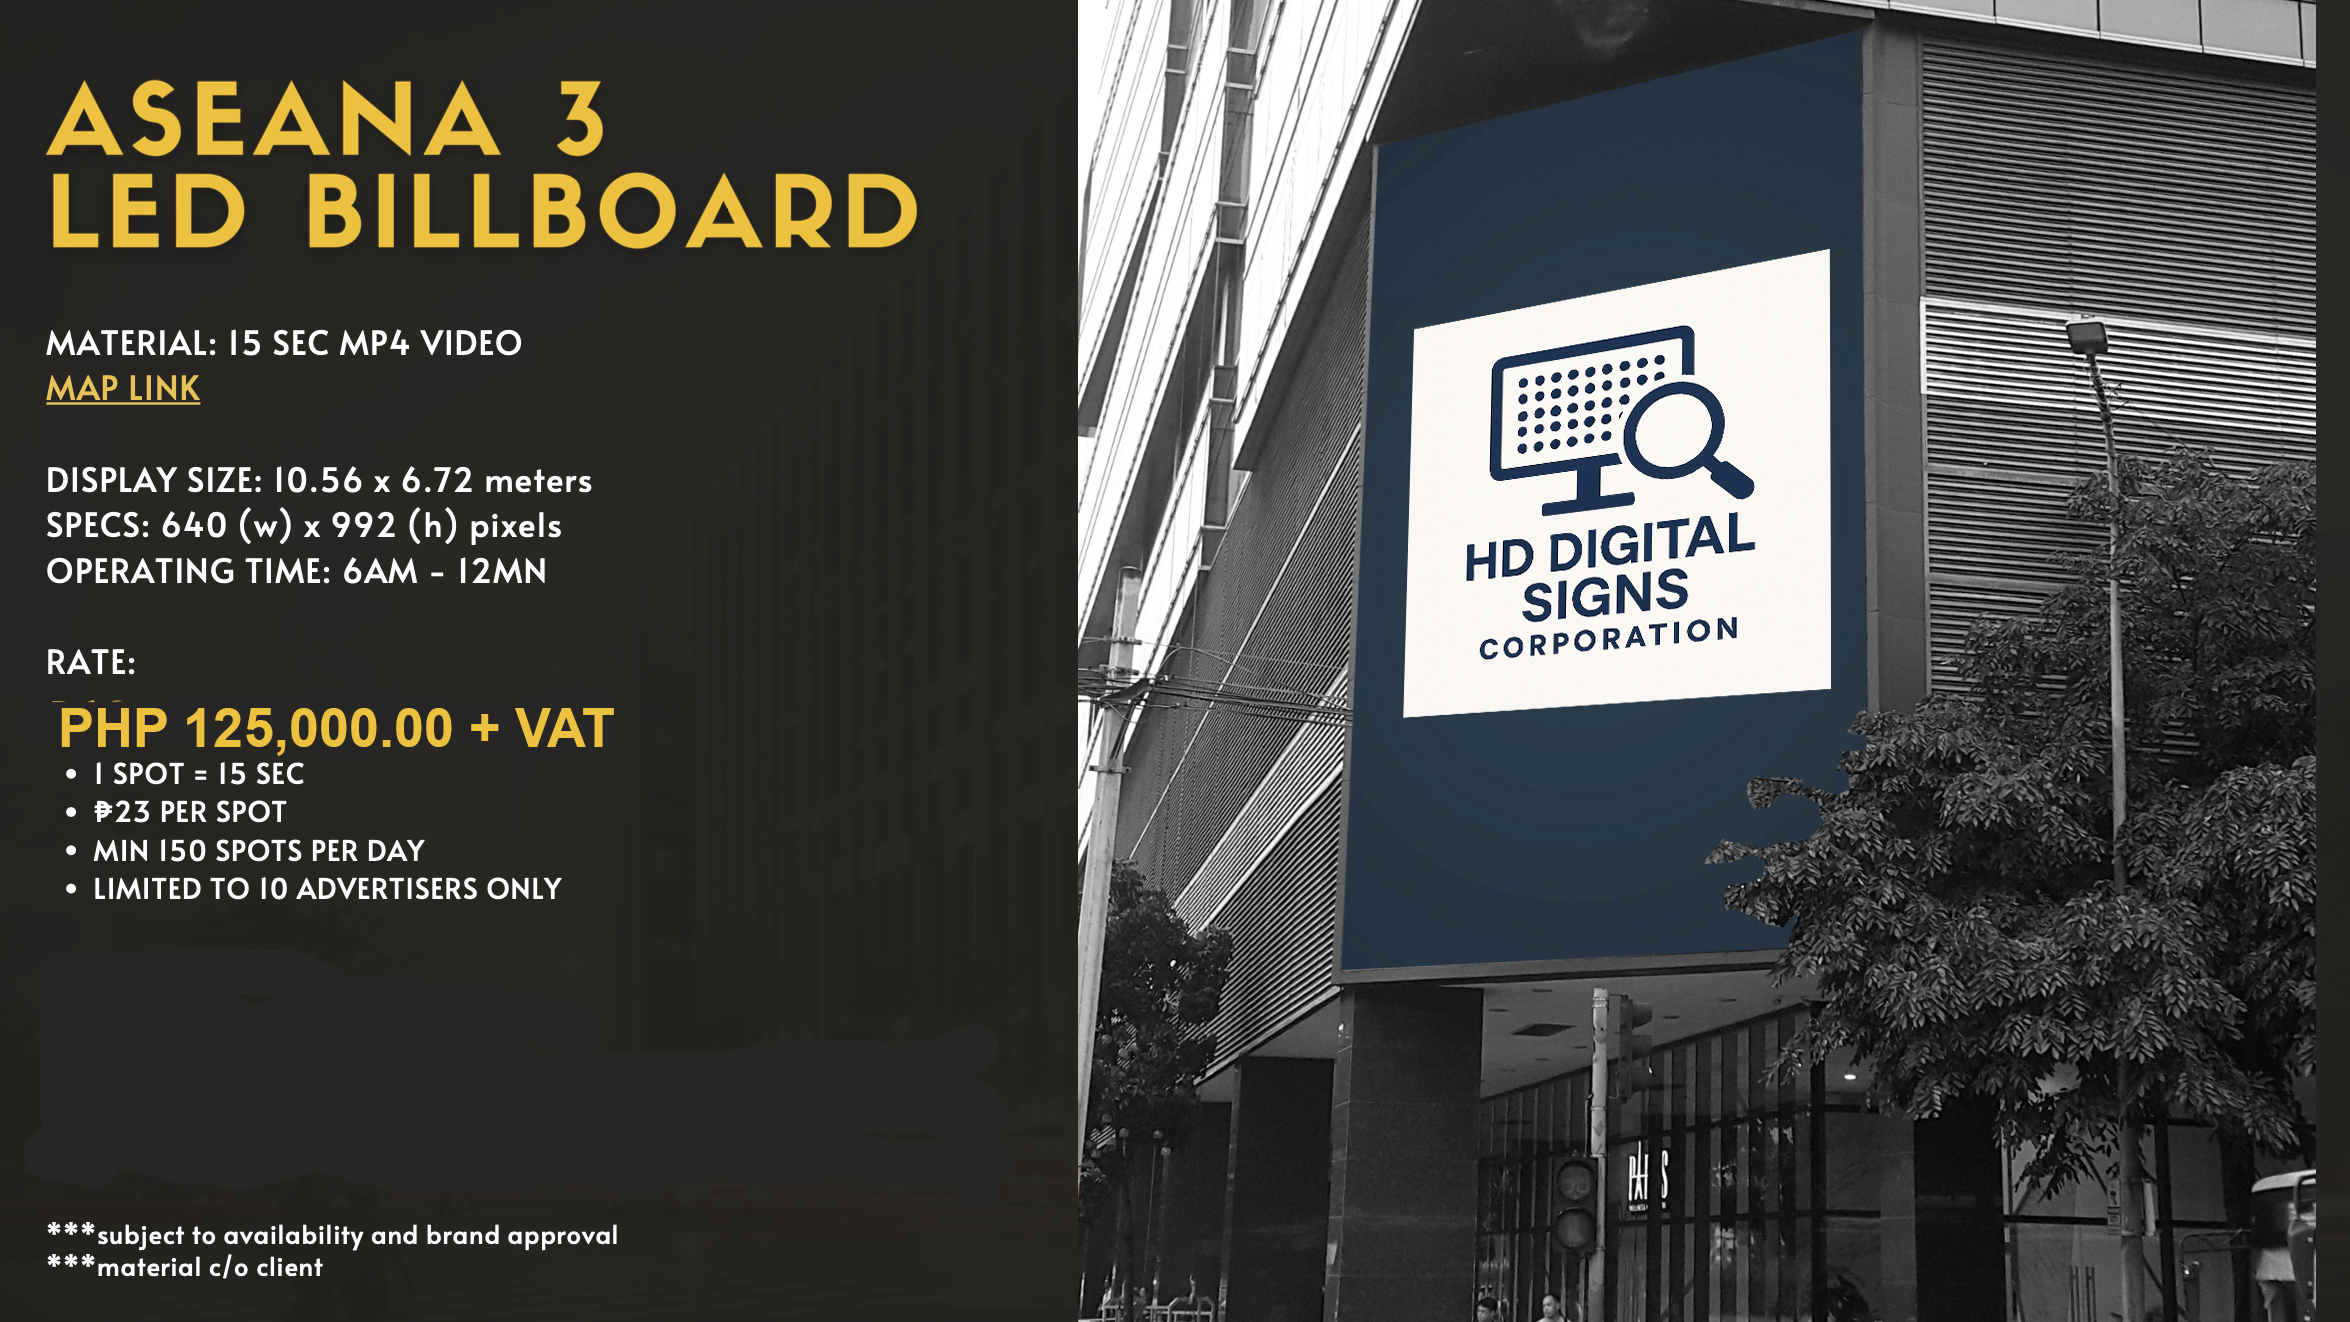 ASEANA 3
LED BILLBOARD
MATERIAL: 15 SEC MP4 VIDEO
MAP LINK
DISPLAY SIZE: 10.56 x 6.72 meters
SPECS: 640 (w) x 992 (h) pixels
OPERATING TIME: 6AM - 12MN
RATE:
PHP 125,000.00 + VAT
• 1 SPOT = 15 SEC
• ₱23 PER SPOT
• MIN 150 SPOTS PER DAY
• LIMITED TO 10 ADVERTISERS ONLY
***subject to availability and brand approval
***material c/o client
HD DIGITAL
SIGNS
CORPORATION